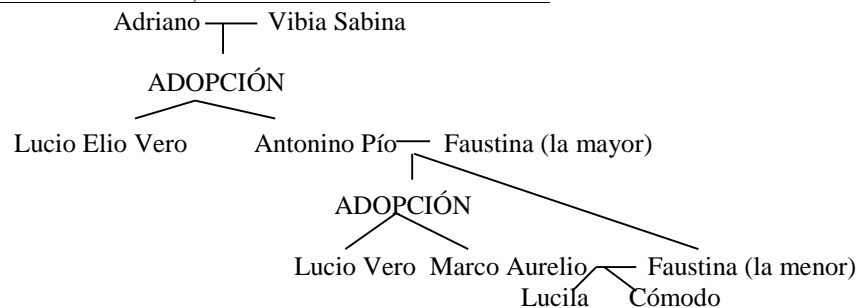 Adriano Vibia Sabina
ADOPCIÓN
Lucio Elio Vero Antonino Pío Faustina (la mayor)
ADOPCIÓN
Lucio Vero Marco Aurelio Faustina (la menor)
Lucila Cómodo